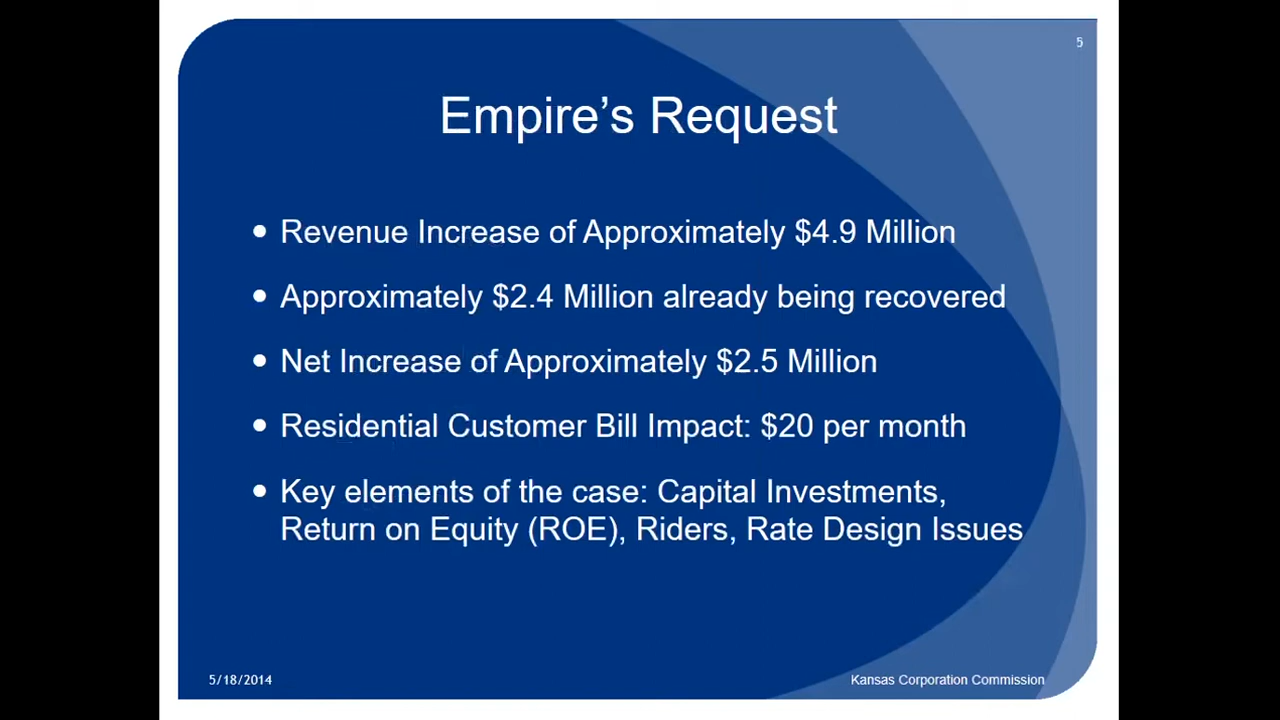 5
Empire’s Request
• Revenue Increase of Approximately $4.9 Million
• Approximately $2.4 Million already being recovered
• Net Increase of Approximately $2.5 Million
• Residential Customer Bill Impact: $20 per month
• Key elements of the case: Capital Investments,
Return on Equity (ROE), Riders, Rate Design Issues
5/18/2014
Kansas Corporation Commission